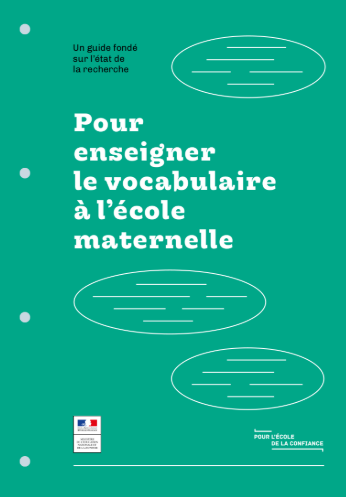 Un guide fondé
sur l'état de
la recherche
Pour
enseigner
le vocabulaire
à l'école
maternelle
POUR L'ÉCOLE
DE LA CONFIANCE